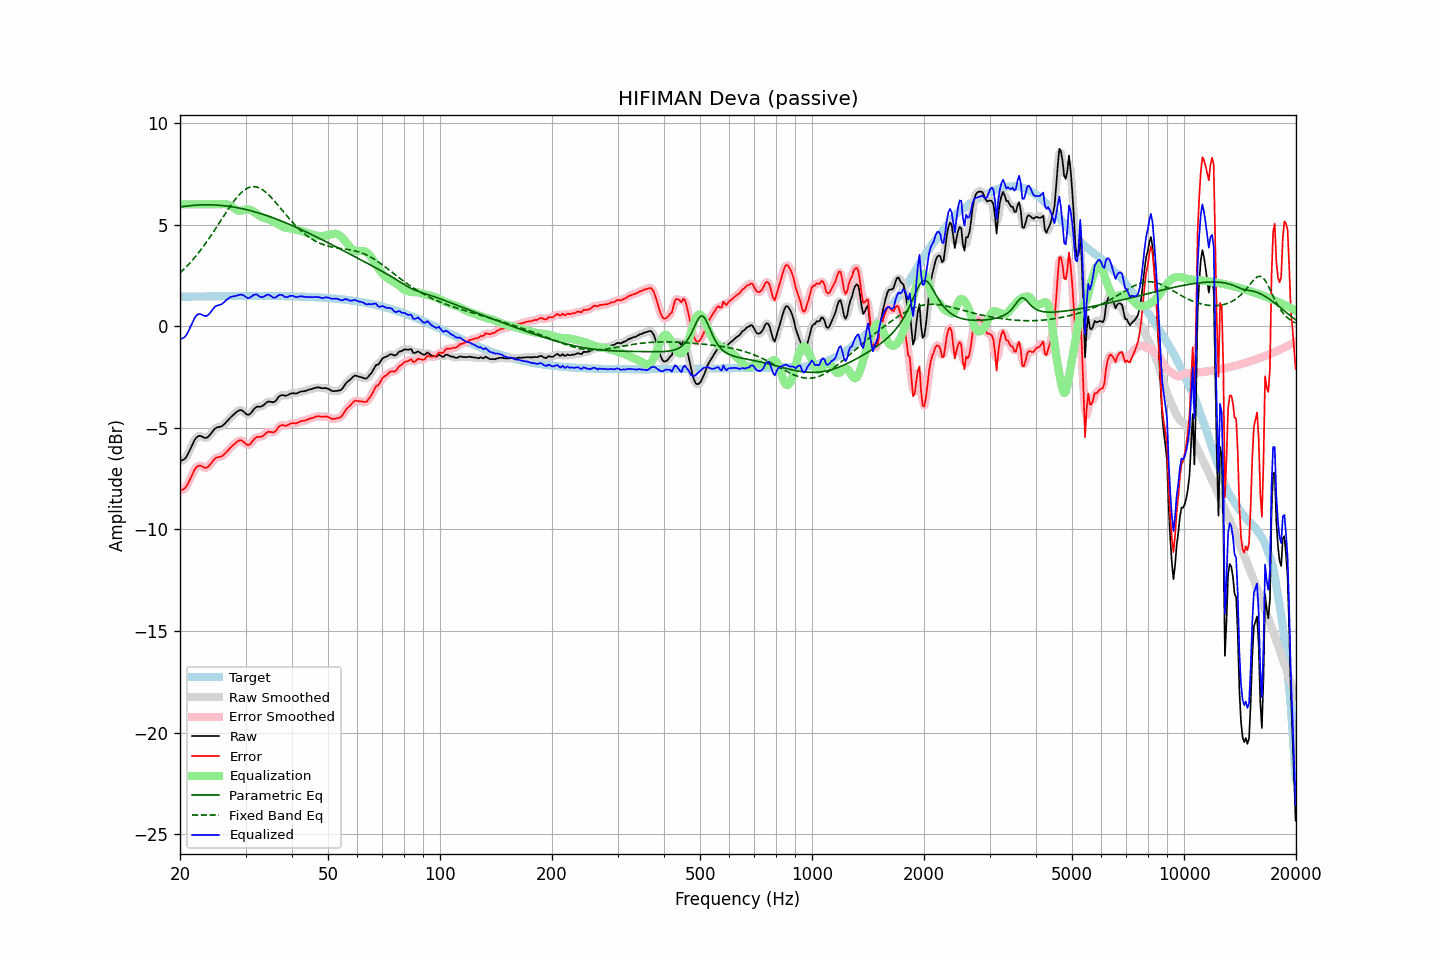 HIFIMAN Deva (passive)
10
5
0
−5
−10
−15
−20
−25
Amplitude (dBr)
Target
Raw Smoothed
Error Smoothed
Raw
Error
Equalization
Parametric Eq
Fixed Band Eq
Equalized
20
50
100
200
500
1000
2000
5000
10000
20000
Frequency (Hz)